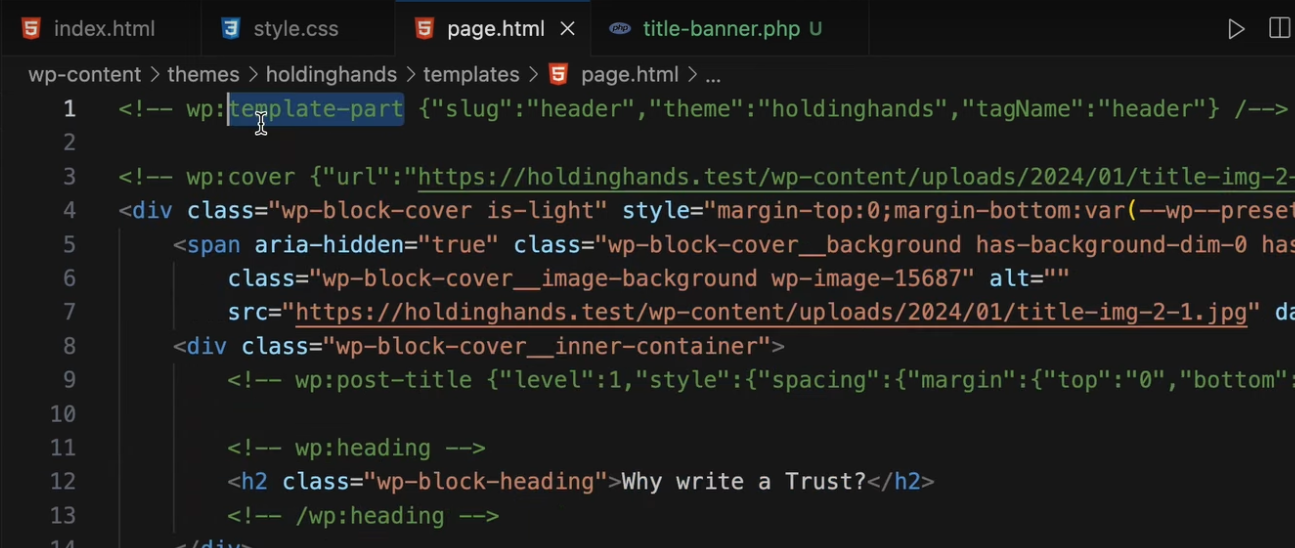 index.html style.css page.html × php title-banner.php U
wp-content > themes > holdinghands > templates > page.html > ...
1 <!-- wp:template-part {"slug":"header","theme":"holdinghands","tagName":"header"} /-->
2
3 <!-- wp:cover {"url":"https://holdinghands.test/wp-content/uploads/2024/01/title-img-2-
4 <div class="wp-block-cover is-light" style="margin-top:0;margin-bottom:var(--wp--preset
5 <span aria-hidden="true" class="wp-block-cover__background has-background-dim-0 has
6 class="wp-block-cover__image-background wp-image-15687" alt=""
7 src="https://holdinghands.test/wp-content/uploads/2024/01/title-img-2-1.jpg" da
8 <div class="wp-block-cover__inner-container">
9 <!-- wp:post-title {"level":1,"style":{"spacing":{"margin":{"top":"0","bottom":
10
11 <!-- wp:heading -->
12 <h2 class="wp-block-heading">Why write a Trust?</h2>
13 <!-- /wp:heading -->
14 </div>